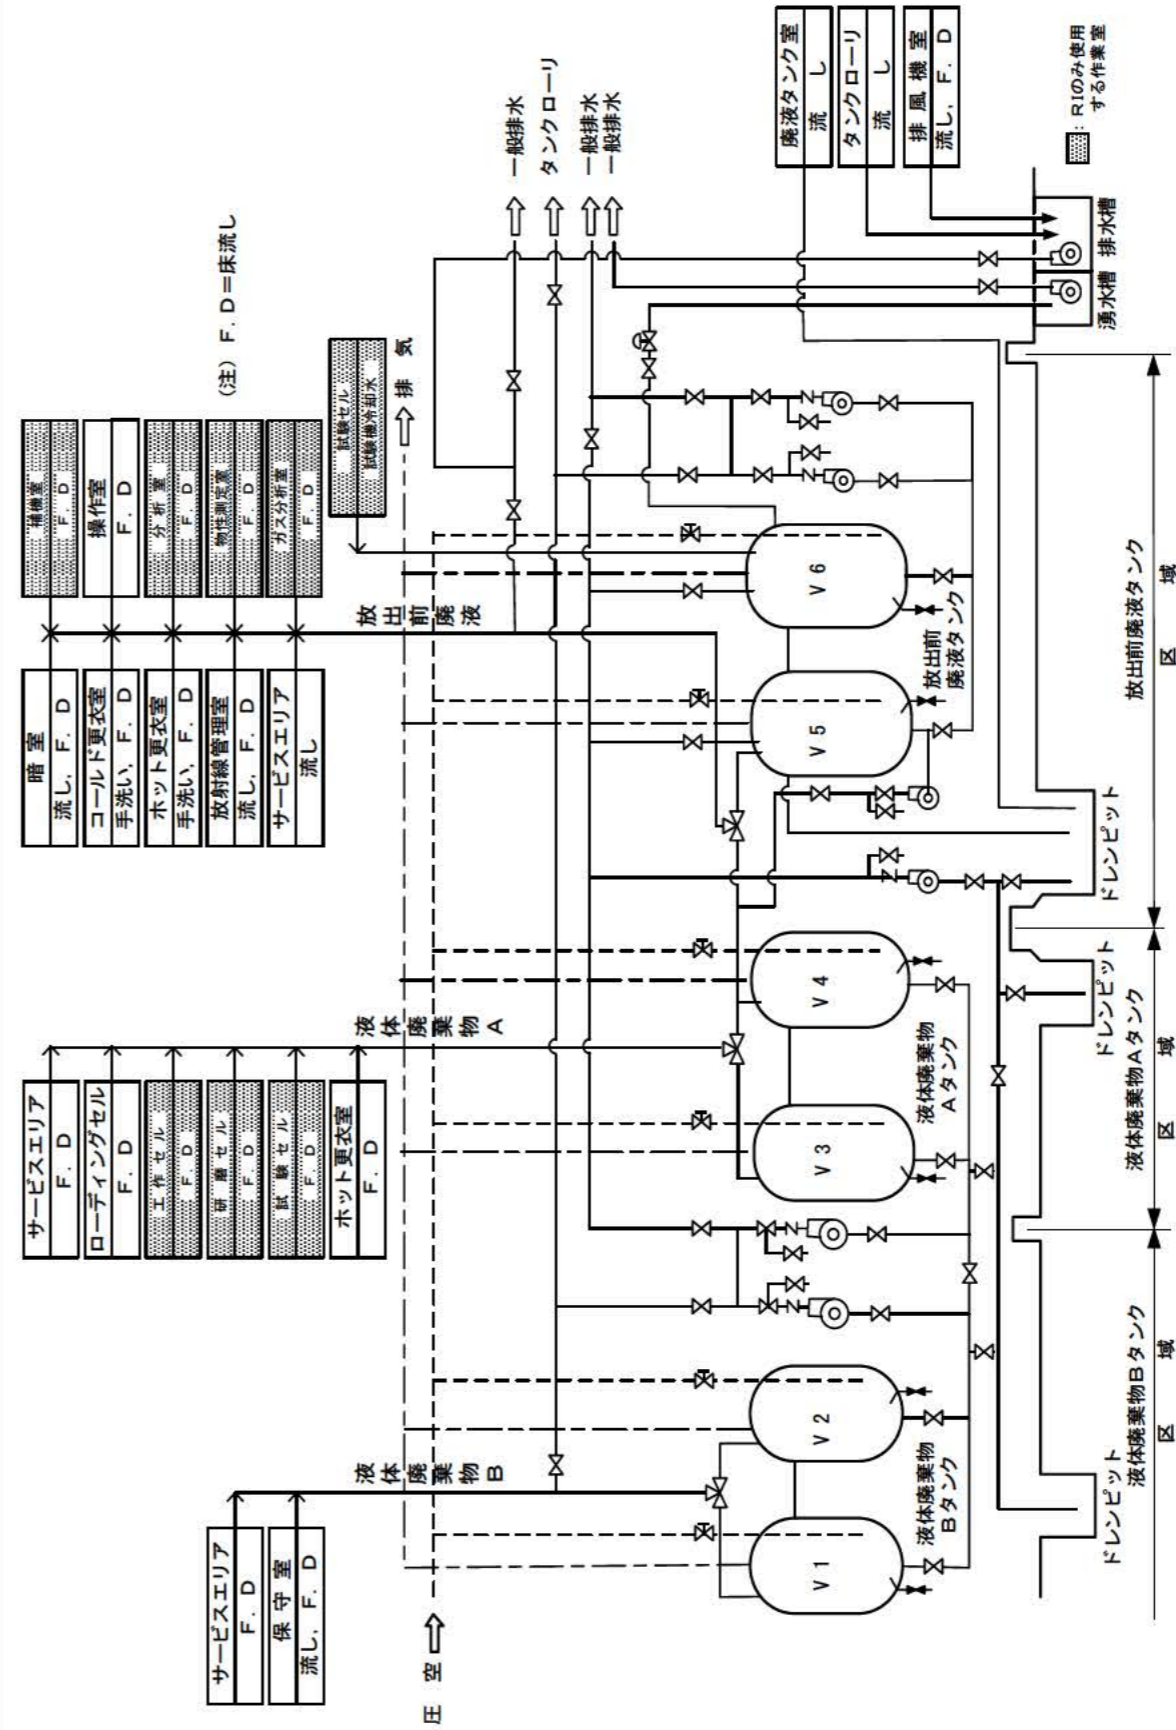 サービスエリア
F. D
保守室
流し, F. D
圧空
液体廃棄物B
サービスエリア
F. D
ローディングセル
F. D
工作セル
F. D
研磨セル
F. D
試験セル
F. D
ホット更衣室
F. D
液体廃棄物A
暗室
流し, F. D
コールド更衣室
手洗い, F. D
ホット更衣室
手洗い, F. D
放射線管理室
流し, F. D
サービスエリア
流し
補機室
F. D
操作室
F. D
分析室
F. D
物性測定室
F. D
ガス分析室
F. D
放出前廃液
(注) F. D=床流し
試験セル
試験機冷却水
排気
一般排水
タンクローリ
一般排水
一般排水
廃液タンク室
流し
タンクローリ
流し
排風機室
流し, F. D
:RIのみ使用
する作業室
V1
V2
V3
V4
V5
V6
液体廃棄物
Bタンク
液体廃棄物
Aタンク
放出前
廃液タンク
湧水槽
排水槽
ドレンピット
ドレンピット
ドレンピット
液体廃棄物Bタンク
区域
液体廃棄物Aタンク
区域
放出前廃液タンク
区域